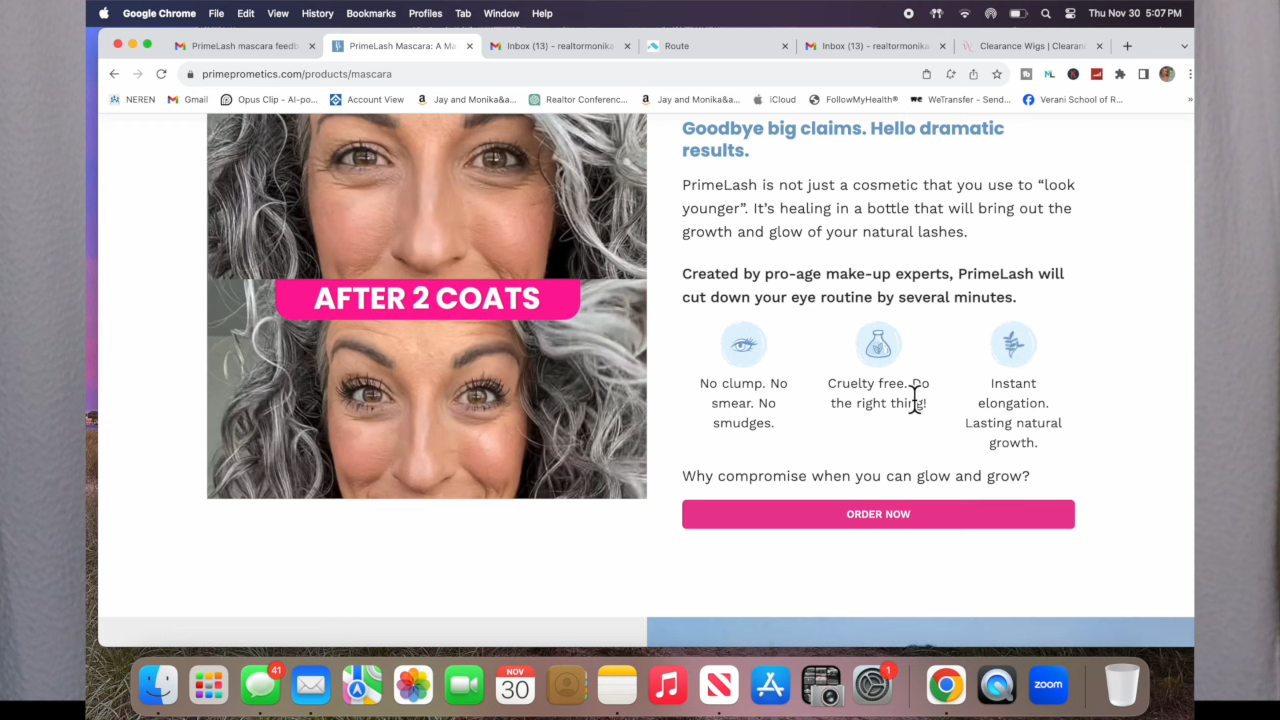 Google Chrome File Edit View History Bookmarks Profiles Tab Window Help Thu Nov 30 5:07 PM
PrimeLash mascara feedb PrimeLash Mascara: A Ma Inbox (13) - realtormonika Route Inbox (13) - realtormonika Clearance Wigs | Clearanc
primeprometics.com/products/mascara
NEREN Gmail Opus Clip - AI-po... Account View Jay and Monika&a... Realtor Conferenc... Jay and Monika&a... iCloud FollowMyHealth® WeTransfer - Send... Verani School of R...
Goodbye big claims. Hello dramatic
results.
PrimeLash is not just a cosmetic that you use to “look
younger”. It’s healing in a bottle that will bring out the
growth and glow of your natural lashes.
Created by pro-age make-up experts, PrimeLash will
cut down your eye routine by several minutes.
AFTER 2 COATS
No clump. No
smear. No
smudges.
Cruelty free. Do
the right thing!
Instant
elongation.
Lasting natural
growth.
Why compromise when you can glow and grow?
ORDER NOW
41
NOV
30
1
zoom